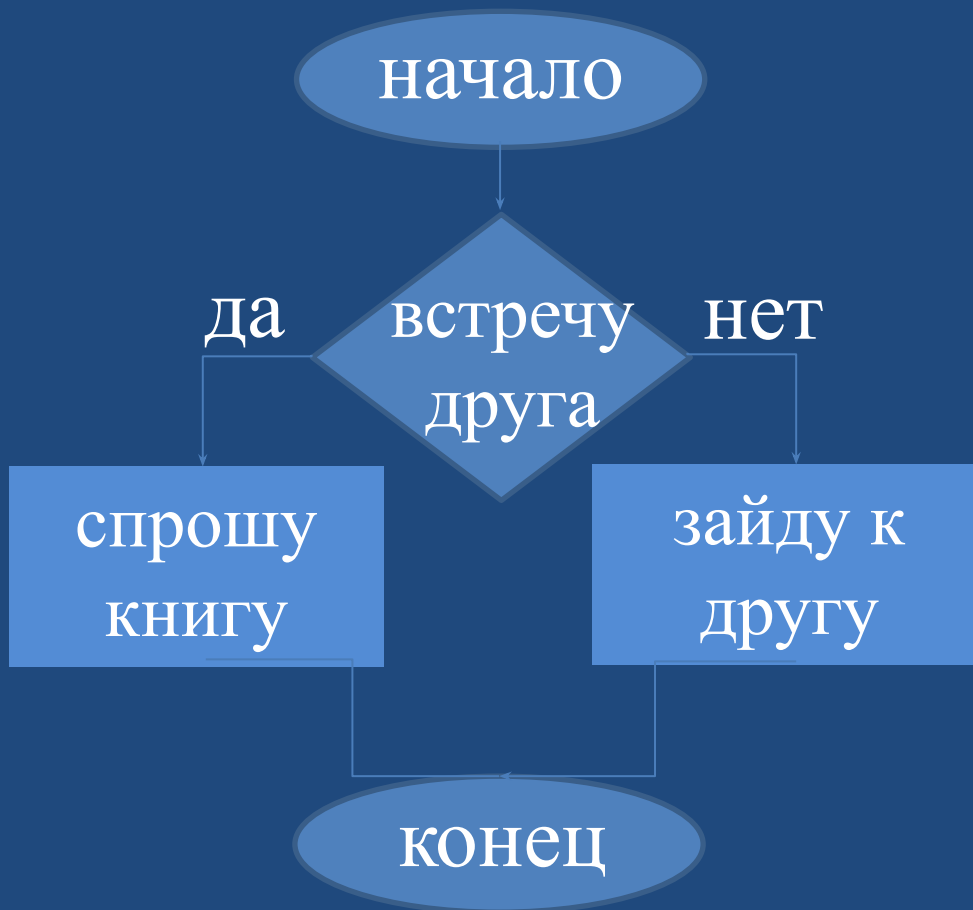 начало
да
встречу
друга
нет
спрошу
книгу
зайду к
другу
конец